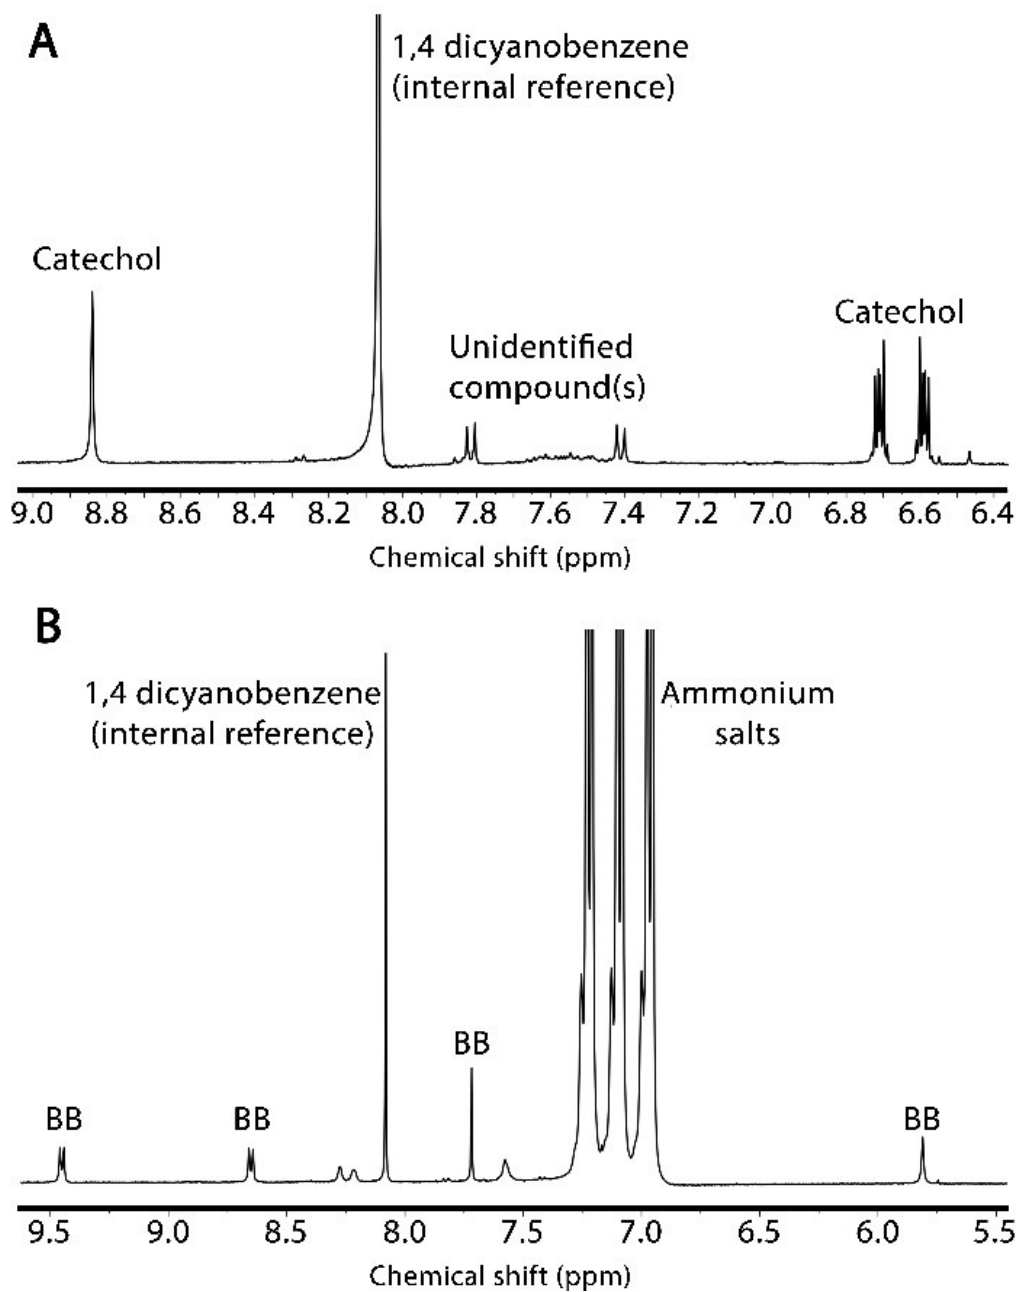 A
1,4 dicyanobenzene
(internal reference)
Catechol
Unidentified
compound(s)
Catechol
9.0 8.8 8.6 8.4 8.2 8.0 7.8 7.6 7.4 7.2 7.0 6.8 6.6 6.4
Chemical shift (ppm)
B
1,4 dicyanobenzene
(internal reference)
Ammonium
salts
BB
BB
BB
BB
9.5 9.0 8.5 8.0 7.5 7.0 6.5 6.0 5.5
Chemical shift (ppm)